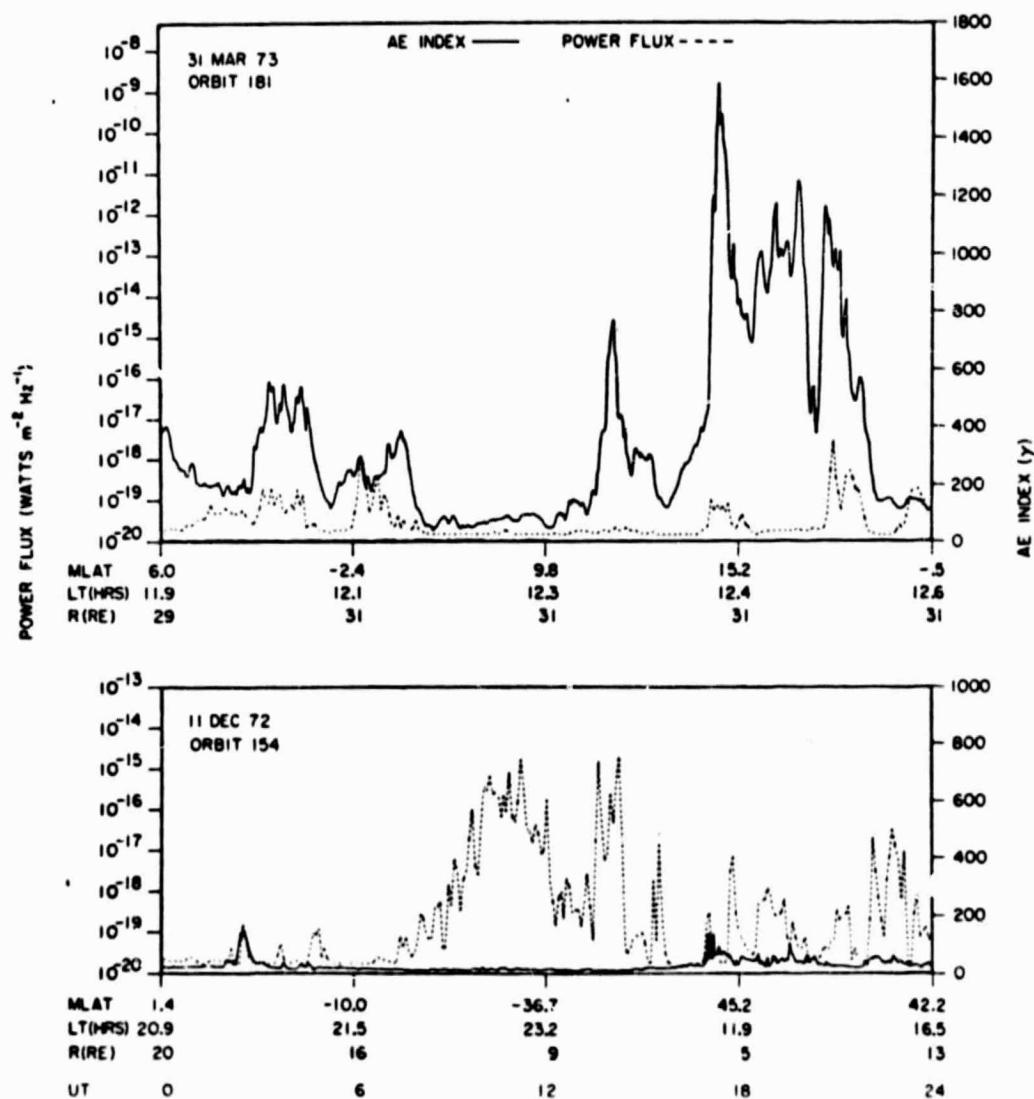 AE INDEX POWER FLUX
31 MAR 73
ORBIT 181
10-8
10-9
10-10
10-11
10-12
10-13
10-14
10-15
10-16
10-17
10-18
10-19
10-20
1800
1600
1400
1200
1000
800
600
400
200
0
POWER FLUX (WATTS m-2 Hz-1)
AE INDEX (γ)
MLAT 6.0 -2.4 9.8 15.2 -.5
LT(HRS) 11.9 12.1 12.3 12.4 12.6
R(RE) 29 31 31 31 31
11 DEC 72
ORBIT 154
10-13
10-14
10-15
10-16
10-17
10-18
10-19
10-20
1000
800
600
400
200
0
MLAT 1.4 -10.0 -36.7 45.2 42.2
LT(HRS) 20.9 21.5 23.2 11.9 16.5
R(RE) 20 16 9 5 13
UT 0 6 12 18 24